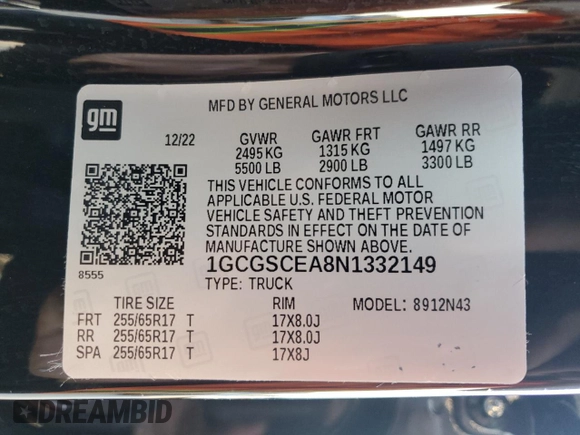 gm
MFD BY GENERAL MOTORS LLC
12/22 GVWR GAWR FRT GAWR RR
2495 KG 1315 KG 1497 KG
5500 LB 2900 LB 3300 LB
THIS VEHICLE CONFORMS TO ALL
APPLICABLE U.S. FEDERAL MOTOR
VEHICLE SAFETY AND THEFT PREVENTION
STANDARDS IN EFFECT ON THE DATE OF
MANUFACTURE SHOWN ABOVE.
8555
1GCGSCEA8N1332149
TYPE: TRUCK
TIRE SIZE RIM MODEL: 8912N43
FRT 255/65R17 T 17X8.0J
RR 255/65R17 T 17X8.0J
SPA 255/65R17 T 17X8J
DREAMBID